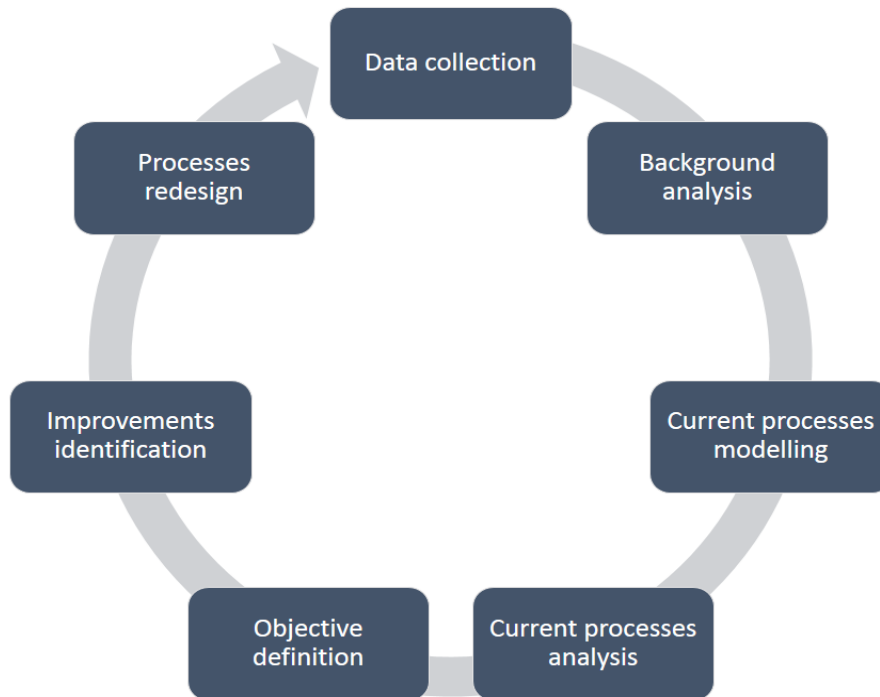 Data collection
Background
analysis
Current processes
modelling
Current processes
analysis
Objective
definition
Improvements
identification
Processes
redesign